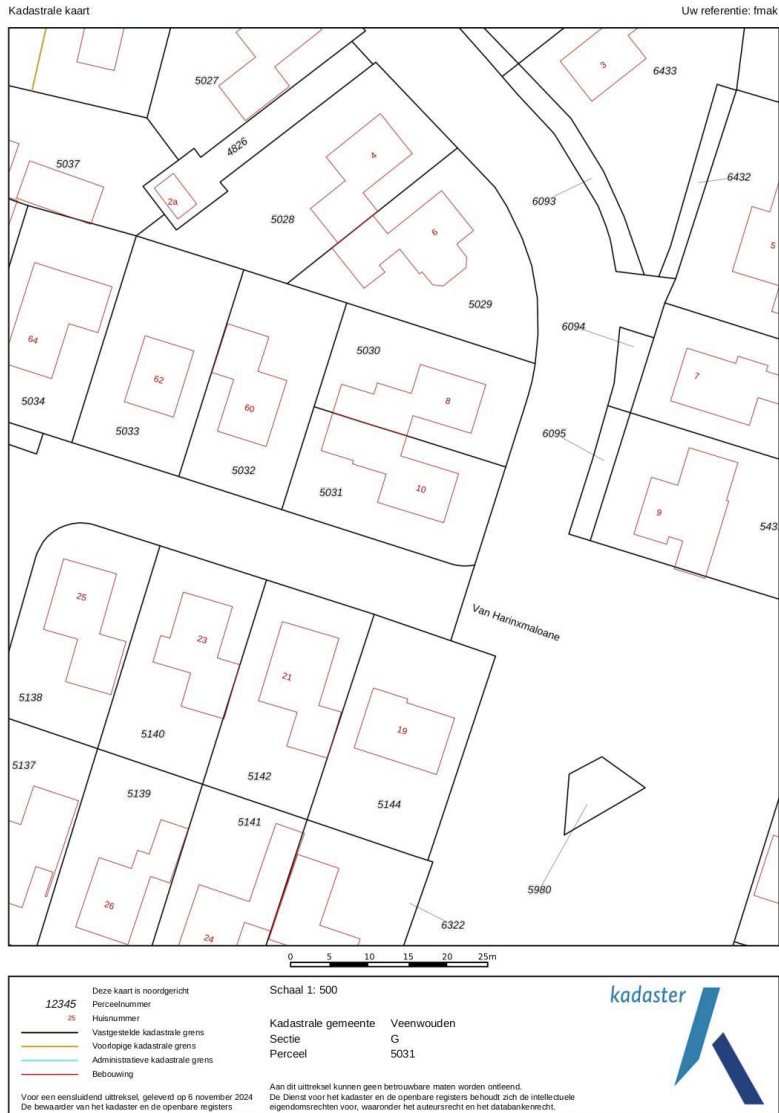 Kadastrale kaart
Uw referentie: fmak
3
6433
5027
4826
4
5037
6432
2a
6093
5028
6
5
5029
6094
64
5030
62
8
7
60
5034
5033
6095
5032
5031
10
9
543
25
Van Harinxmaloane
23
21
5138
19
5140
5137
5142
5139
5144
5141
5980
26
6322
24
0 5 10 15 20 25m
Deze kaart is noordgericht
12345 Perceelnummer
25 Huisnummer
Vastgestelde kadastrale grens
Voorlopige kadastrale grens
Administratieve kadastrale grens
Bebouwing
Voor een eensluidend uittreksel, geleverd op 6 november 2024
De bewaarder van het kadaster en de openbare registers
Schaal 1: 500
Kadastrale gemeente Veenwouden
Sectie G
Perceel 5031
Aan dit uittreksel kunnen geen betrouwbare maten worden ontleend.
De Dienst voor het kadaster en de openbare registers behoudt zich de intellectuele
eigendomsrechten voor, waaronder het auteursrecht en het databankenrecht.
kadaster